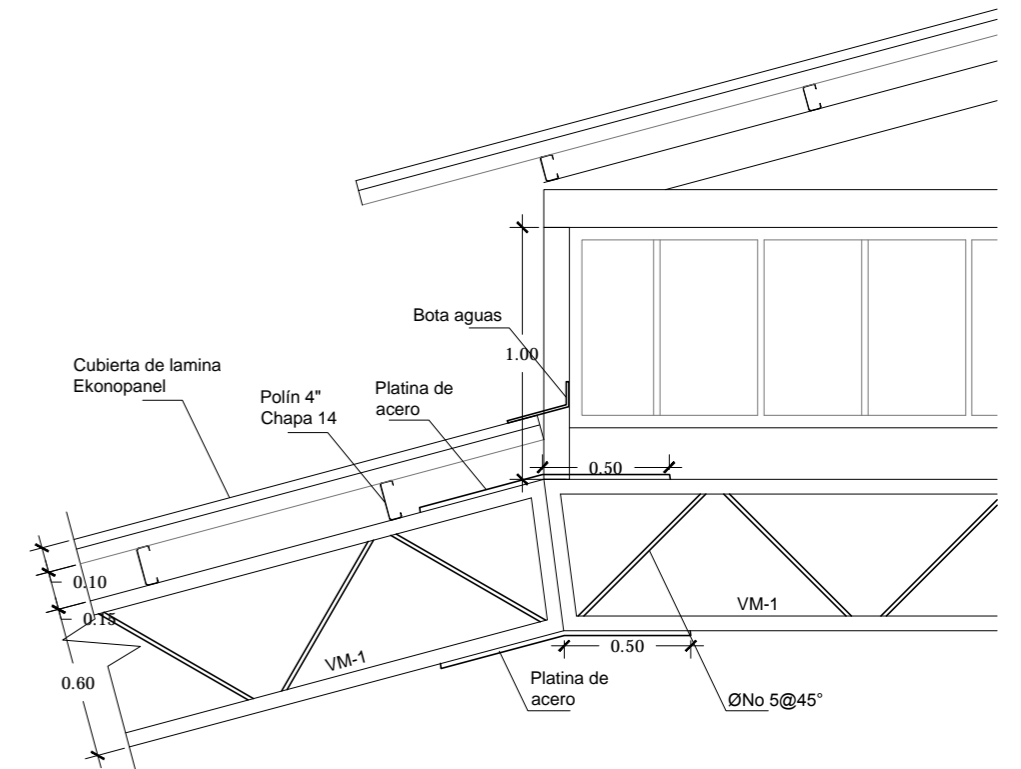 Bota aguas
1.00
Cubierta de lamina
Ekonopanel
Polín 4"
Chapa 14
Platina de
acero
0.50
0.10
0.15
0.60
VM-1
VM-1
0.50
Platina de
acero
ØNo 5@45°